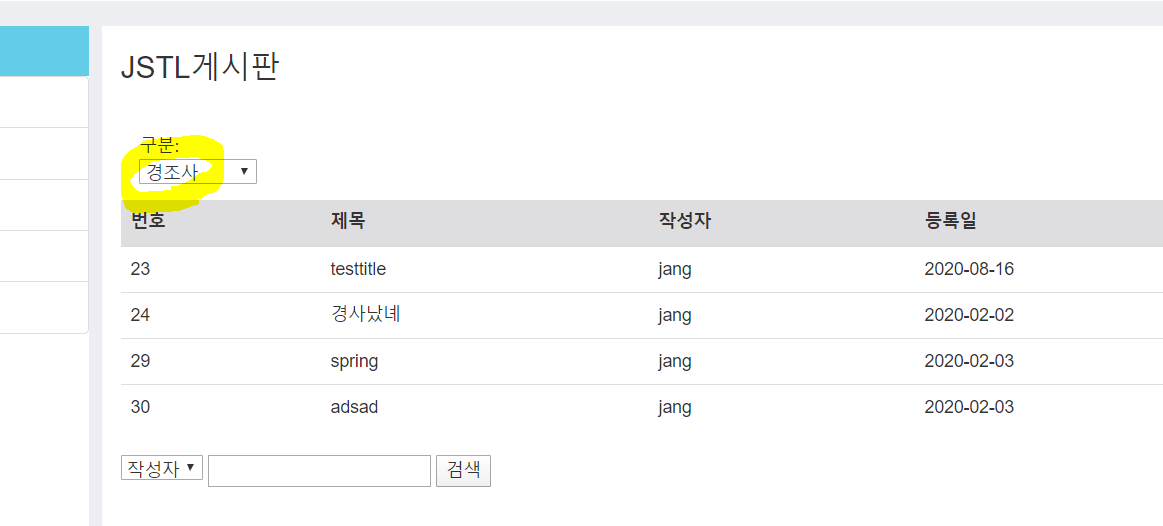 JSTL게시판
구분:
경조사
번호 제목 작성자 등록일
23 testtitle jang 2020-08-16
24 경사났녜 jang 2020-02-02
29 spring jang 2020-02-03
30 adsad jang 2020-02-03
작성자 검색